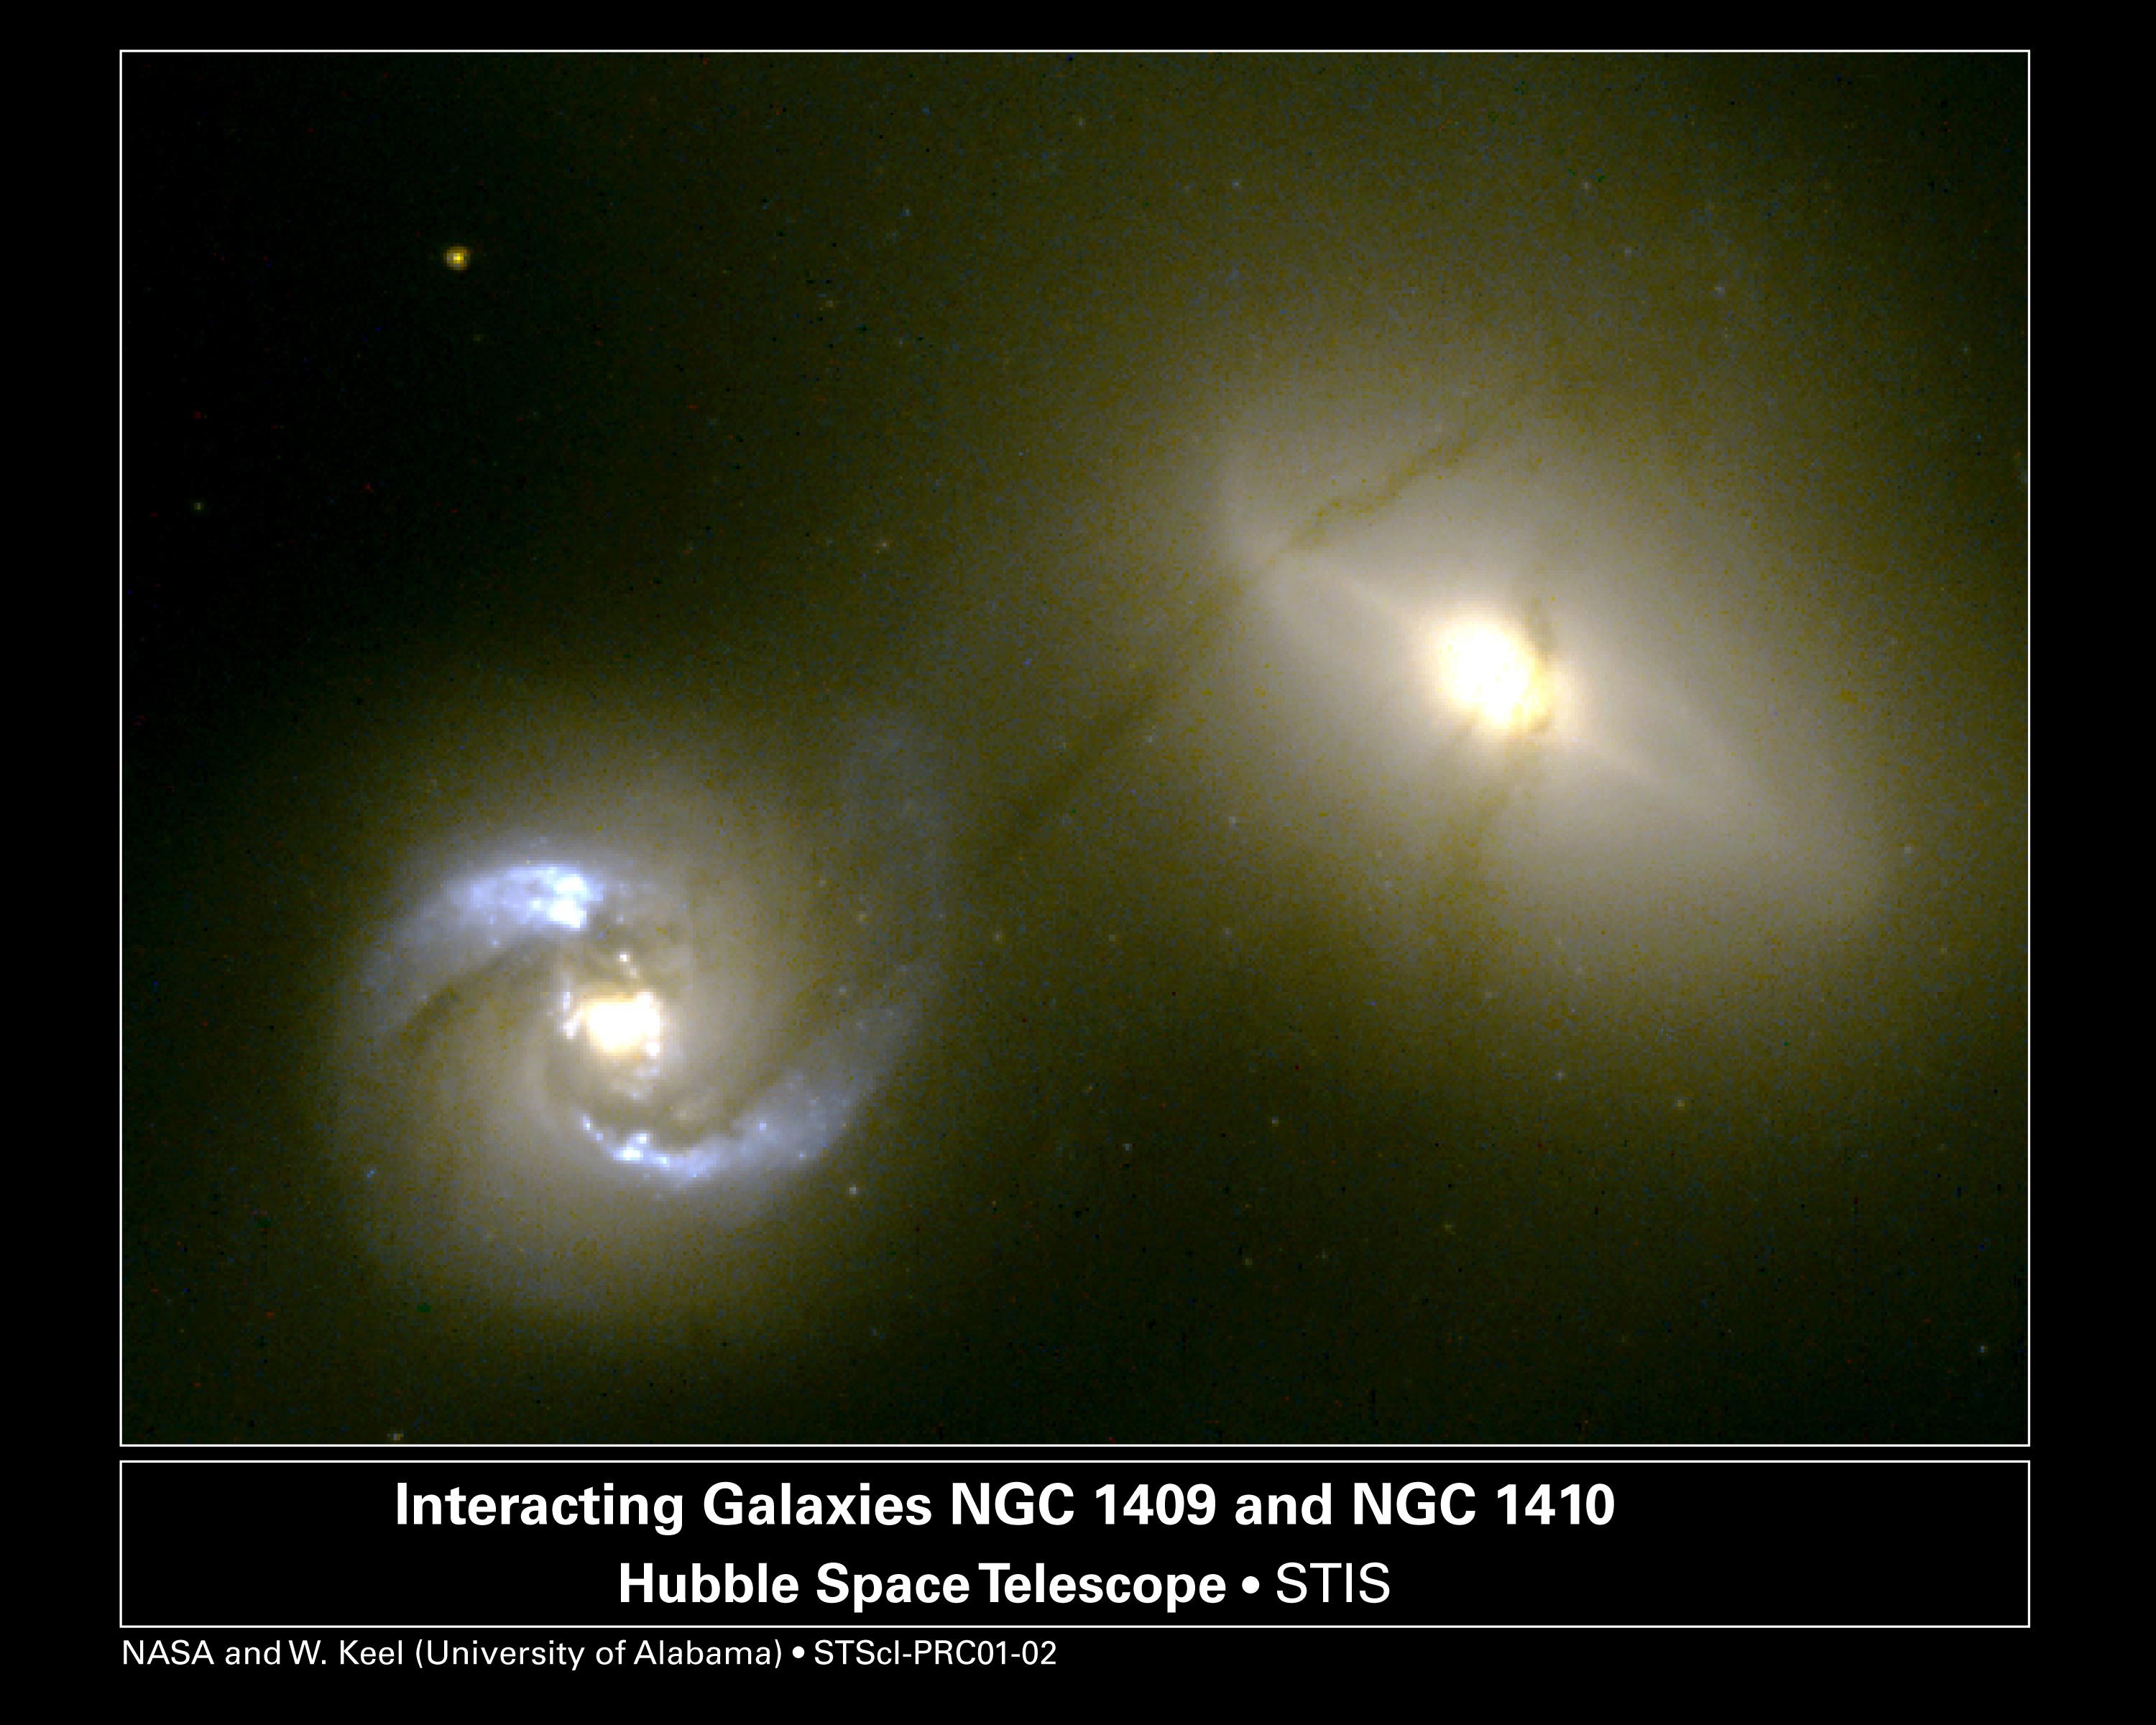 Interacting Galaxies NGC 1409 and NGC 1410
Hubble Space Telescope • STIS
NASA and W. Keel (University of Alabama) • STScI-PRC01-02